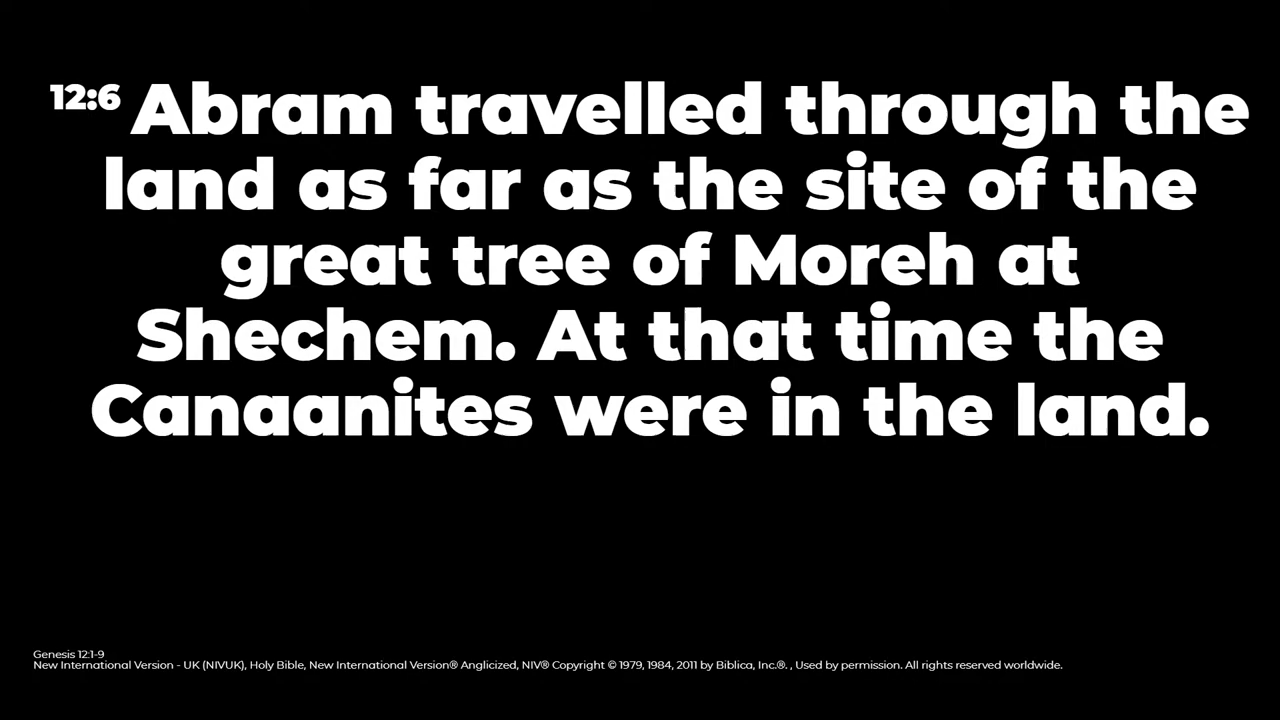 12:6 Abram travelled through the
land as far as the site of the
great tree of Moreh at
Shechem. At that time the
Canaanites were in the land.
Genesis 12:1-9
New International Version - UK (NIVUK), Holy Bible, New International Version® Anglicized, NIV® Copyright © 1979, 1984, 2011 by Biblica, Inc.®. , Used by permission. All rights reserved worldwide.